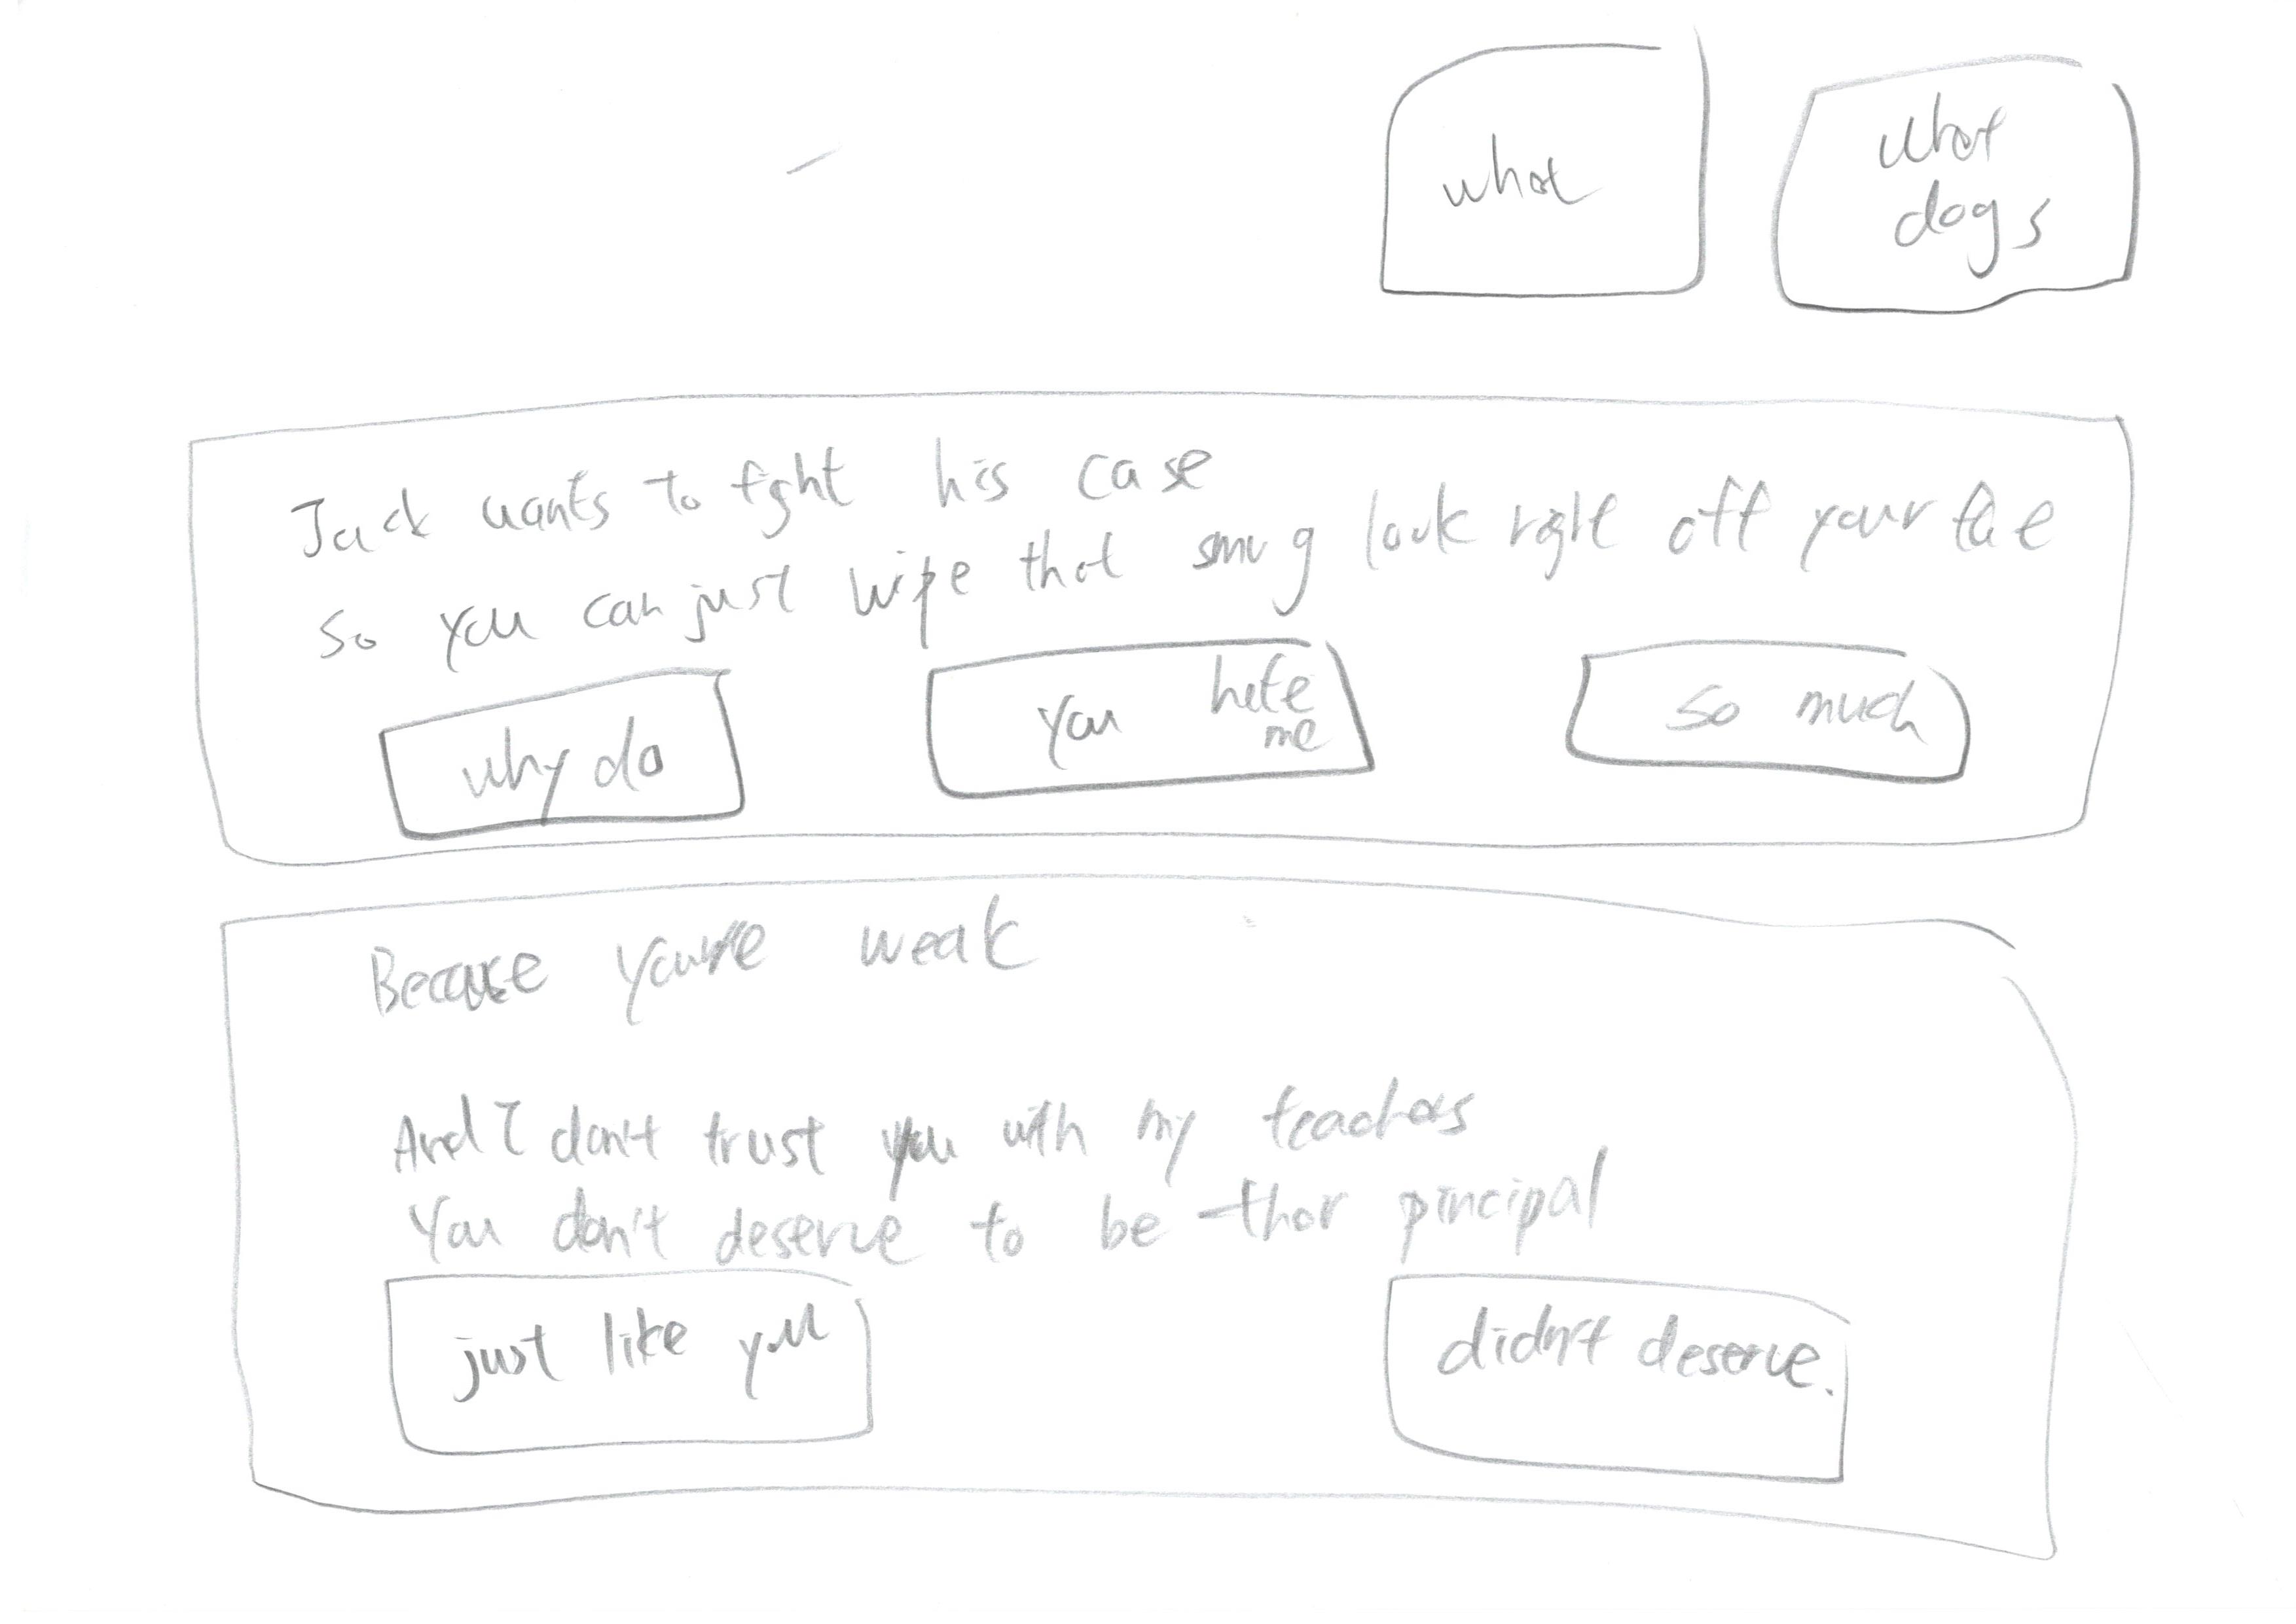 what
what
dogs
Jack wants to fight his case
so you can just wipe that smug look right off your face
why do
you hate
me
so much
Because you're weak
And I don't trust you with my teachers
You don't deserve to be their pincipal
just like you
didn't deserve.